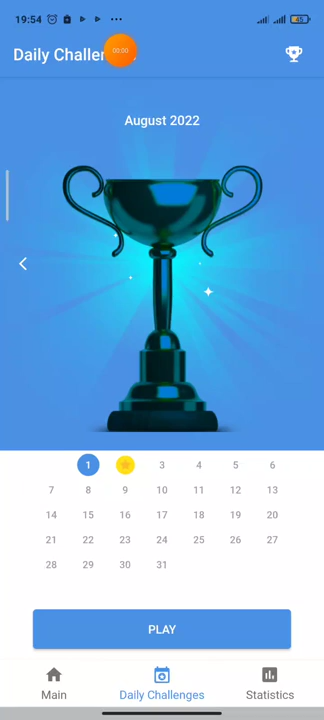 19:54
45
Daily Challen
00:00
August 2022
1 3 4 5 6
7 8 9 10 11 12 13
14 15 16 17 18 19 20
21 22 23 24 25 26 27
28 29 30 31
PLAY
Main
Daily Challenges
Statistics